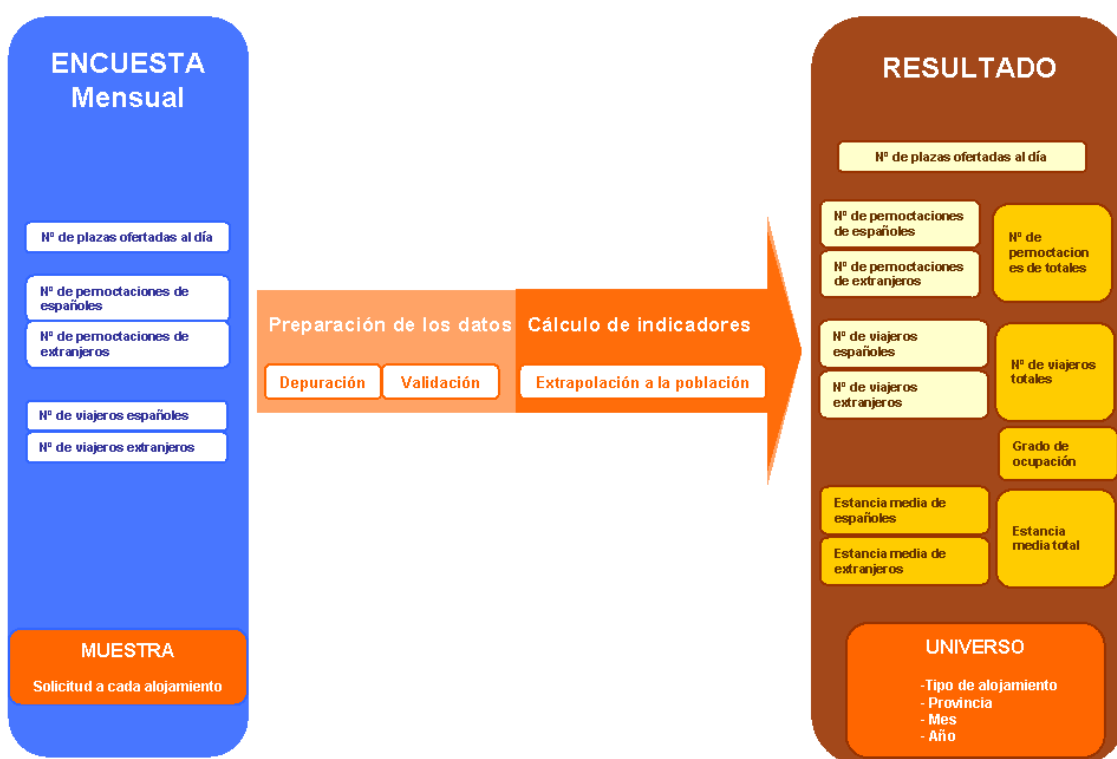 ENCUESTA
Mensual
Nº de plazas ofertadas al día
Nº de pernoctaciones de
españoles
Nº de pernoctaciones de
extranjeros
Nº de viajeros españoles
Nº de viajeros extranjeros
MUESTRA
Solicitud a cada alojamiento
Preparación de los datos
Depuración
Validación
Cálculo de indicadores
Extrapolación a la población
RESULTADO
Nº de plazas ofertadas al día
Nº de pernoctaciones
de españoles
Nº de pernoctaciones
de extranjeros
Nº de
pernoctacion
es de totales
Nº de viajeros
españoles
Nº de viajeros
extranjeros
Nº de viajeros
totales
Grado de
ocupación
Estancia media de
españoles
Estancia media de
extranjeros
Estancia
media total
UNIVERSO
-Tipo de alojamiento
- Provincia
- Mes
- Año